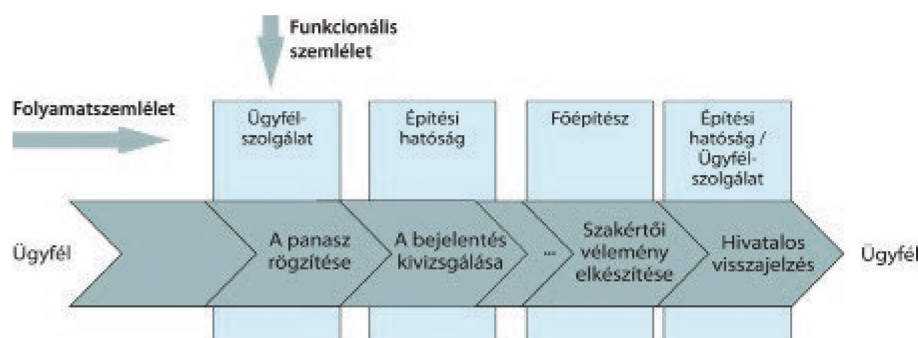 Funkcionális
szemlélet
Folyamatszemlélet
Ügyfél-
szolgálat
Építési
hatóság
Főépítész
Építési
hatóság /
Ügyfél-
szolgálat
Ügyfél
A panasz
rögzítése
A bejelentés
kivizsgálása
...
Szakértői
vélemény
elkészítése
Hivatalos
visszajelzés
Ügyfél